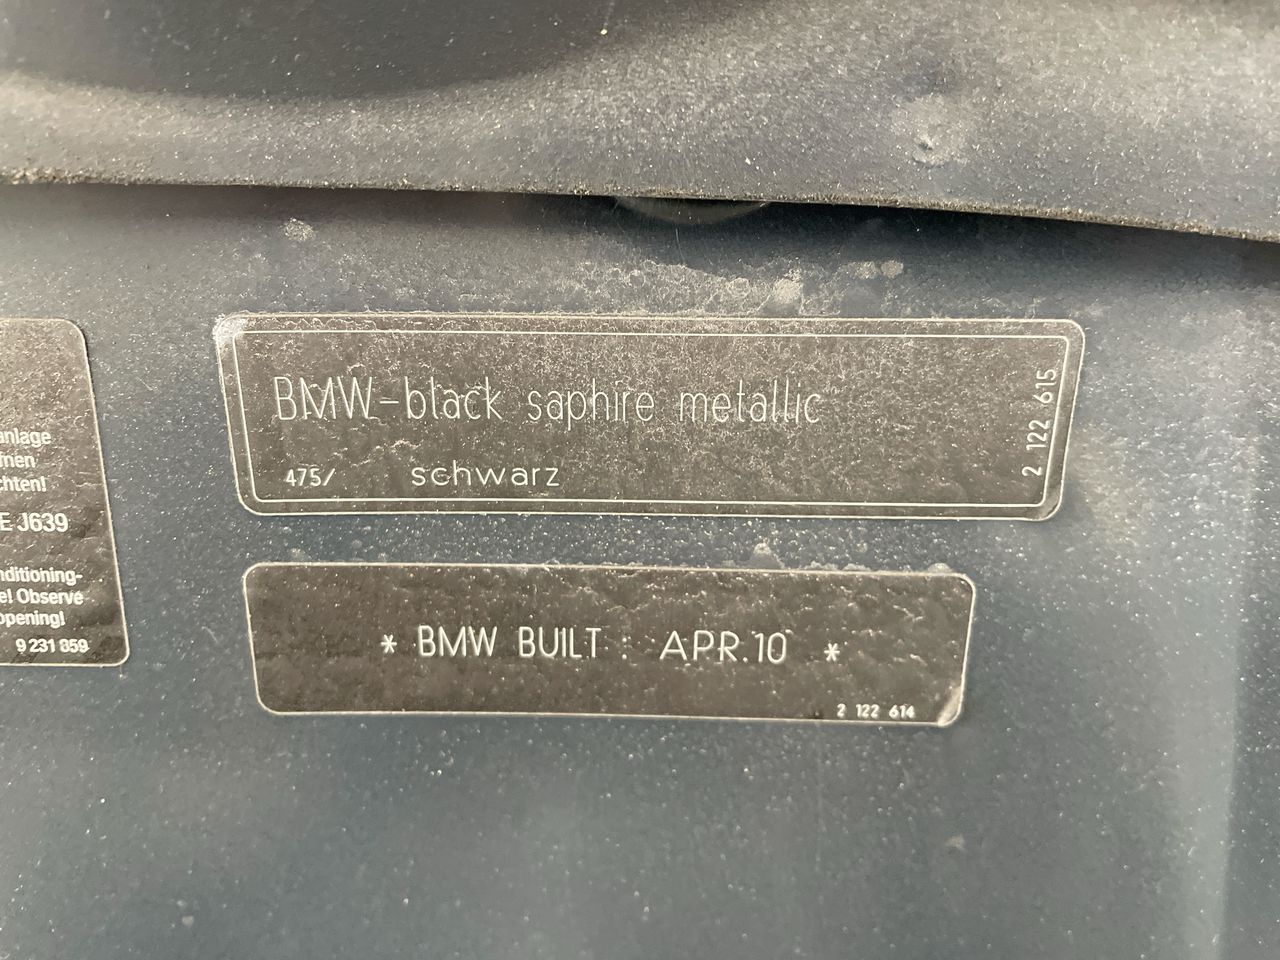 anlage
chten!
E J639
nditioning-
e! Observe
opening!
9 231 859
BMW-black saphire metallic
475/ schwarz
2 122 615
* BMW BUILT : APR.10 *
2 122 614